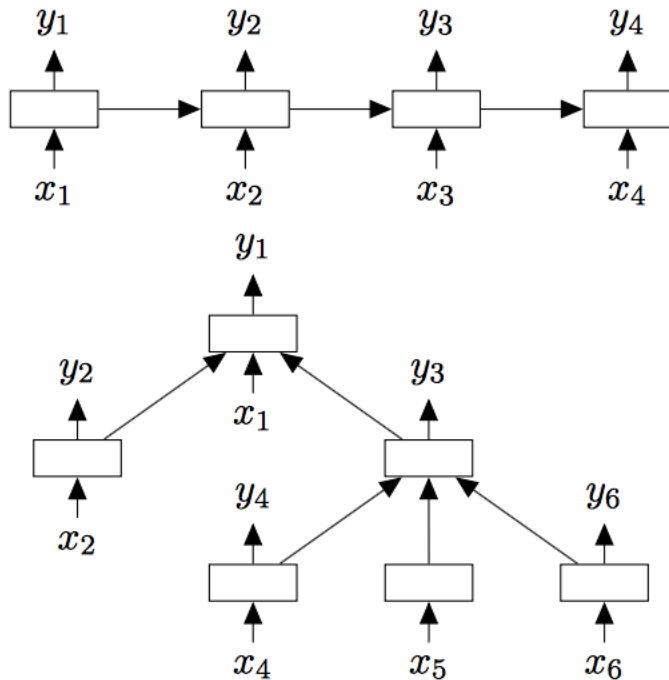 y₁ y₂ y₃ y₄
x₁ x₂ x₃ x₄
y₁
y₂ y₃
x₁
y₄ y₆
x₂
x₄ x₅ x₆